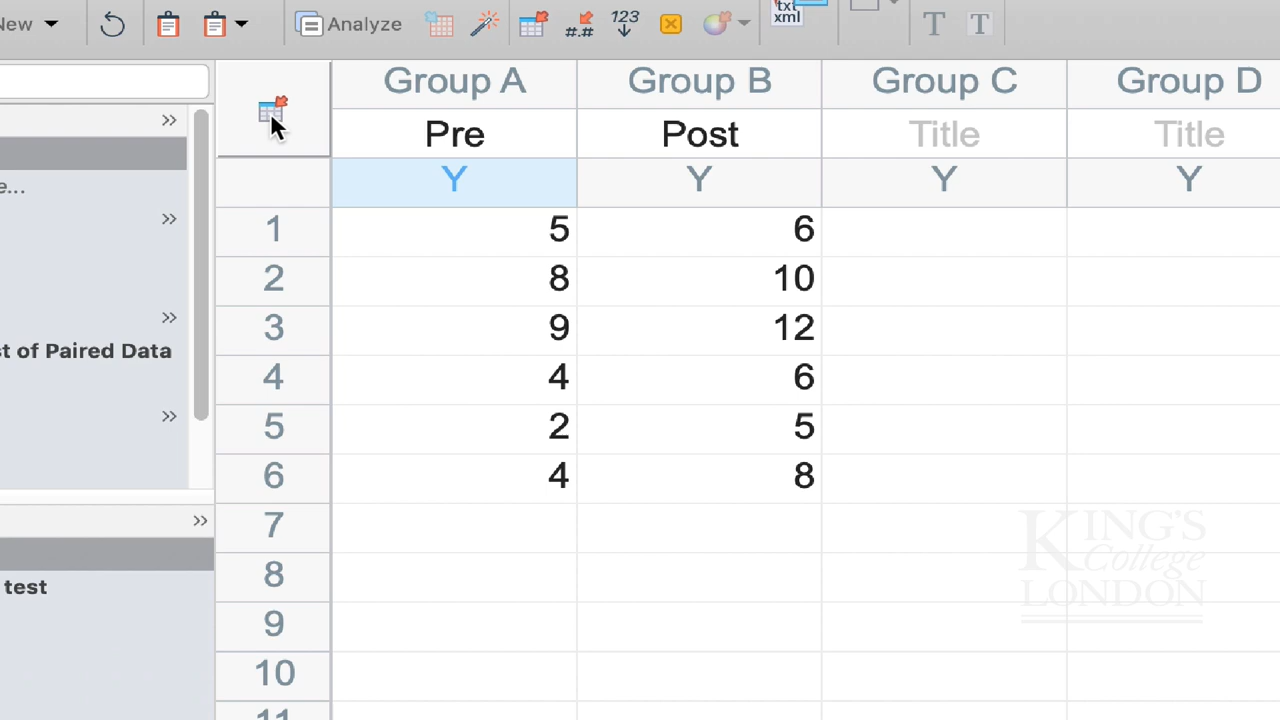 New
Analyze
#.#
123
txt
xml
T
T
Group A
Group B
Group C
Group D
Pre
Post
Title
Title
e...
Y
Y
Y
Y
1
5
6
2
8
10
3
9
12
st of Paired Data
4
4
6
5
2
5
6
4
8
7
8
test
9
10
11
KING'S
College
LONDON